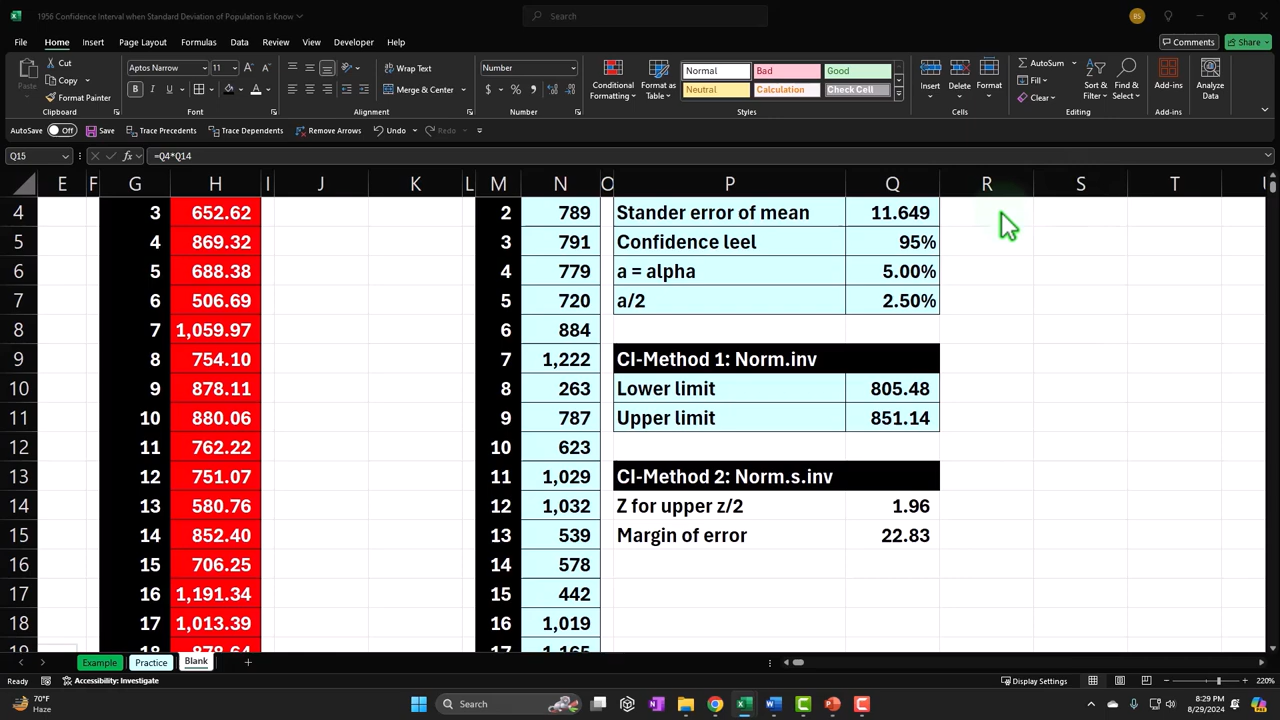 1956 Confidence Interval when Standard Deviation of Population is Know
Search
BS
File Home Insert Page Layout Formulas Data Review View Developer Help
Comments Share
Paste
Cut
Copy
Format Painter
Clipboard
Aptos Narrow 11
B I U
Font
Wrap Text
Merge & Center
Alignment
Number
Number
Conditional Formatting
Format as Table
Normal Bad Good
Neutral Calculation Check Cell
Styles
Insert Delete Format
Cells
AutoSum
Fill
Clear
Sort & Filter
Find & Select
Editing
Add-ins
Add-ins
Analyze Data
AutoSave Off Save Trace Precedents Trace Dependents Remove Arrows Undo Redo
Q15 fx =Q4*Q14
E F G H I J K L M N O P Q R S T U
4 3 652.62 2 789 Stander error of mean 11.649
5 4 869.32 3 791 Confidence leel 95%
6 5 688.38 4 779 a = alpha 5.00%
7 6 506.69 5 720 a/2 2.50%
8 7 1,059.97 6 884
9 8 754.10 7 1,222 CI-Method 1: Norm.inv
10 9 878.11 8 263 Lower limit 805.48
11 10 880.06 9 787 Upper limit 851.14
12 11 762.22 10 623
13 12 751.07 11 1,029 CI-Method 2: Norm.s.inv
14 13 580.76 12 1,032 Z for upper z/2 1.96
15 14 852.40 13 539 Margin of error 22.83
16 15 706.25 14 578
17 16 1,191.34 15 442
18 17 1,013.39 16 1,019
18 878.64 17 1,165
Example Practice Blank
Ready Accessibility: Investigate Display Settings 220%
70°F
Haze
Search
8:29 PM
8/29/2024